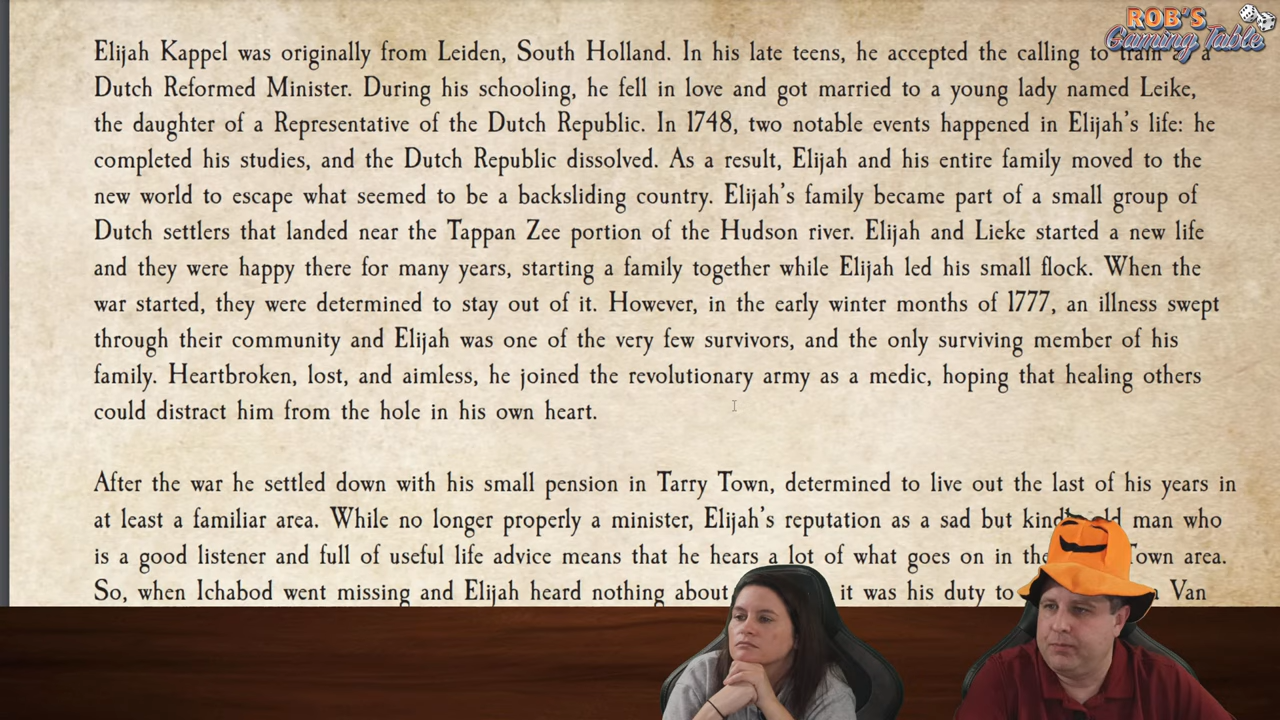 ROB'S
Gaming Table
Elijah Kappel was originally from Leiden, South Holland. In his late teens, he accepted the calling to train as a
Dutch Reformed Minister. During his schooling, he fell in love and got married to a young lady named Leike,
the daughter of a Representative of the Dutch Republic. In 1748, two notable events happened in Elijah's life: he
completed his studies, and the Dutch Republic dissolved. As a result, Elijah and his entire family moved to the
new world to escape what seemed to be a backsliding country. Elijah's family became part of a small group of
Dutch settlers that landed near the Tappan Zee portion of the Hudson river. Elijah and Lieke started a new life
and they were happy there for many years, starting a family together while Elijah led his small flock. When the
war started, they were determined to stay out of it. However, in the early winter months of 1777, an illness swept
through their community and Elijah was one of the very few survivors, and the only surviving member of his
family. Heartbroken, lost, and aimless, he joined the revolutionary army as a medic, hoping that healing others
could distract him from the hole in his own heart.
After the war he settled down with his small pension in Tarry Town, determined to live out the last of his years in
at least a familiar area. While no longer properly a minister, Elijah's reputation as a sad but kindly old man who
is a good listener and full of useful life advice means that he hears a lot of what goes on in the Town area.
So, when Ichabod went missing and Elijah heard nothing about it was his duty to Van